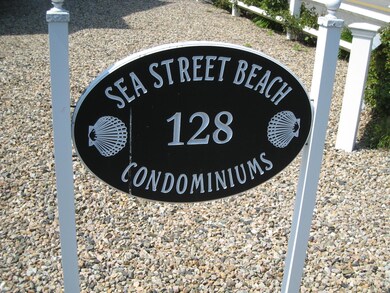 SEA STREET BEACH
128
CONDOMINIUMS